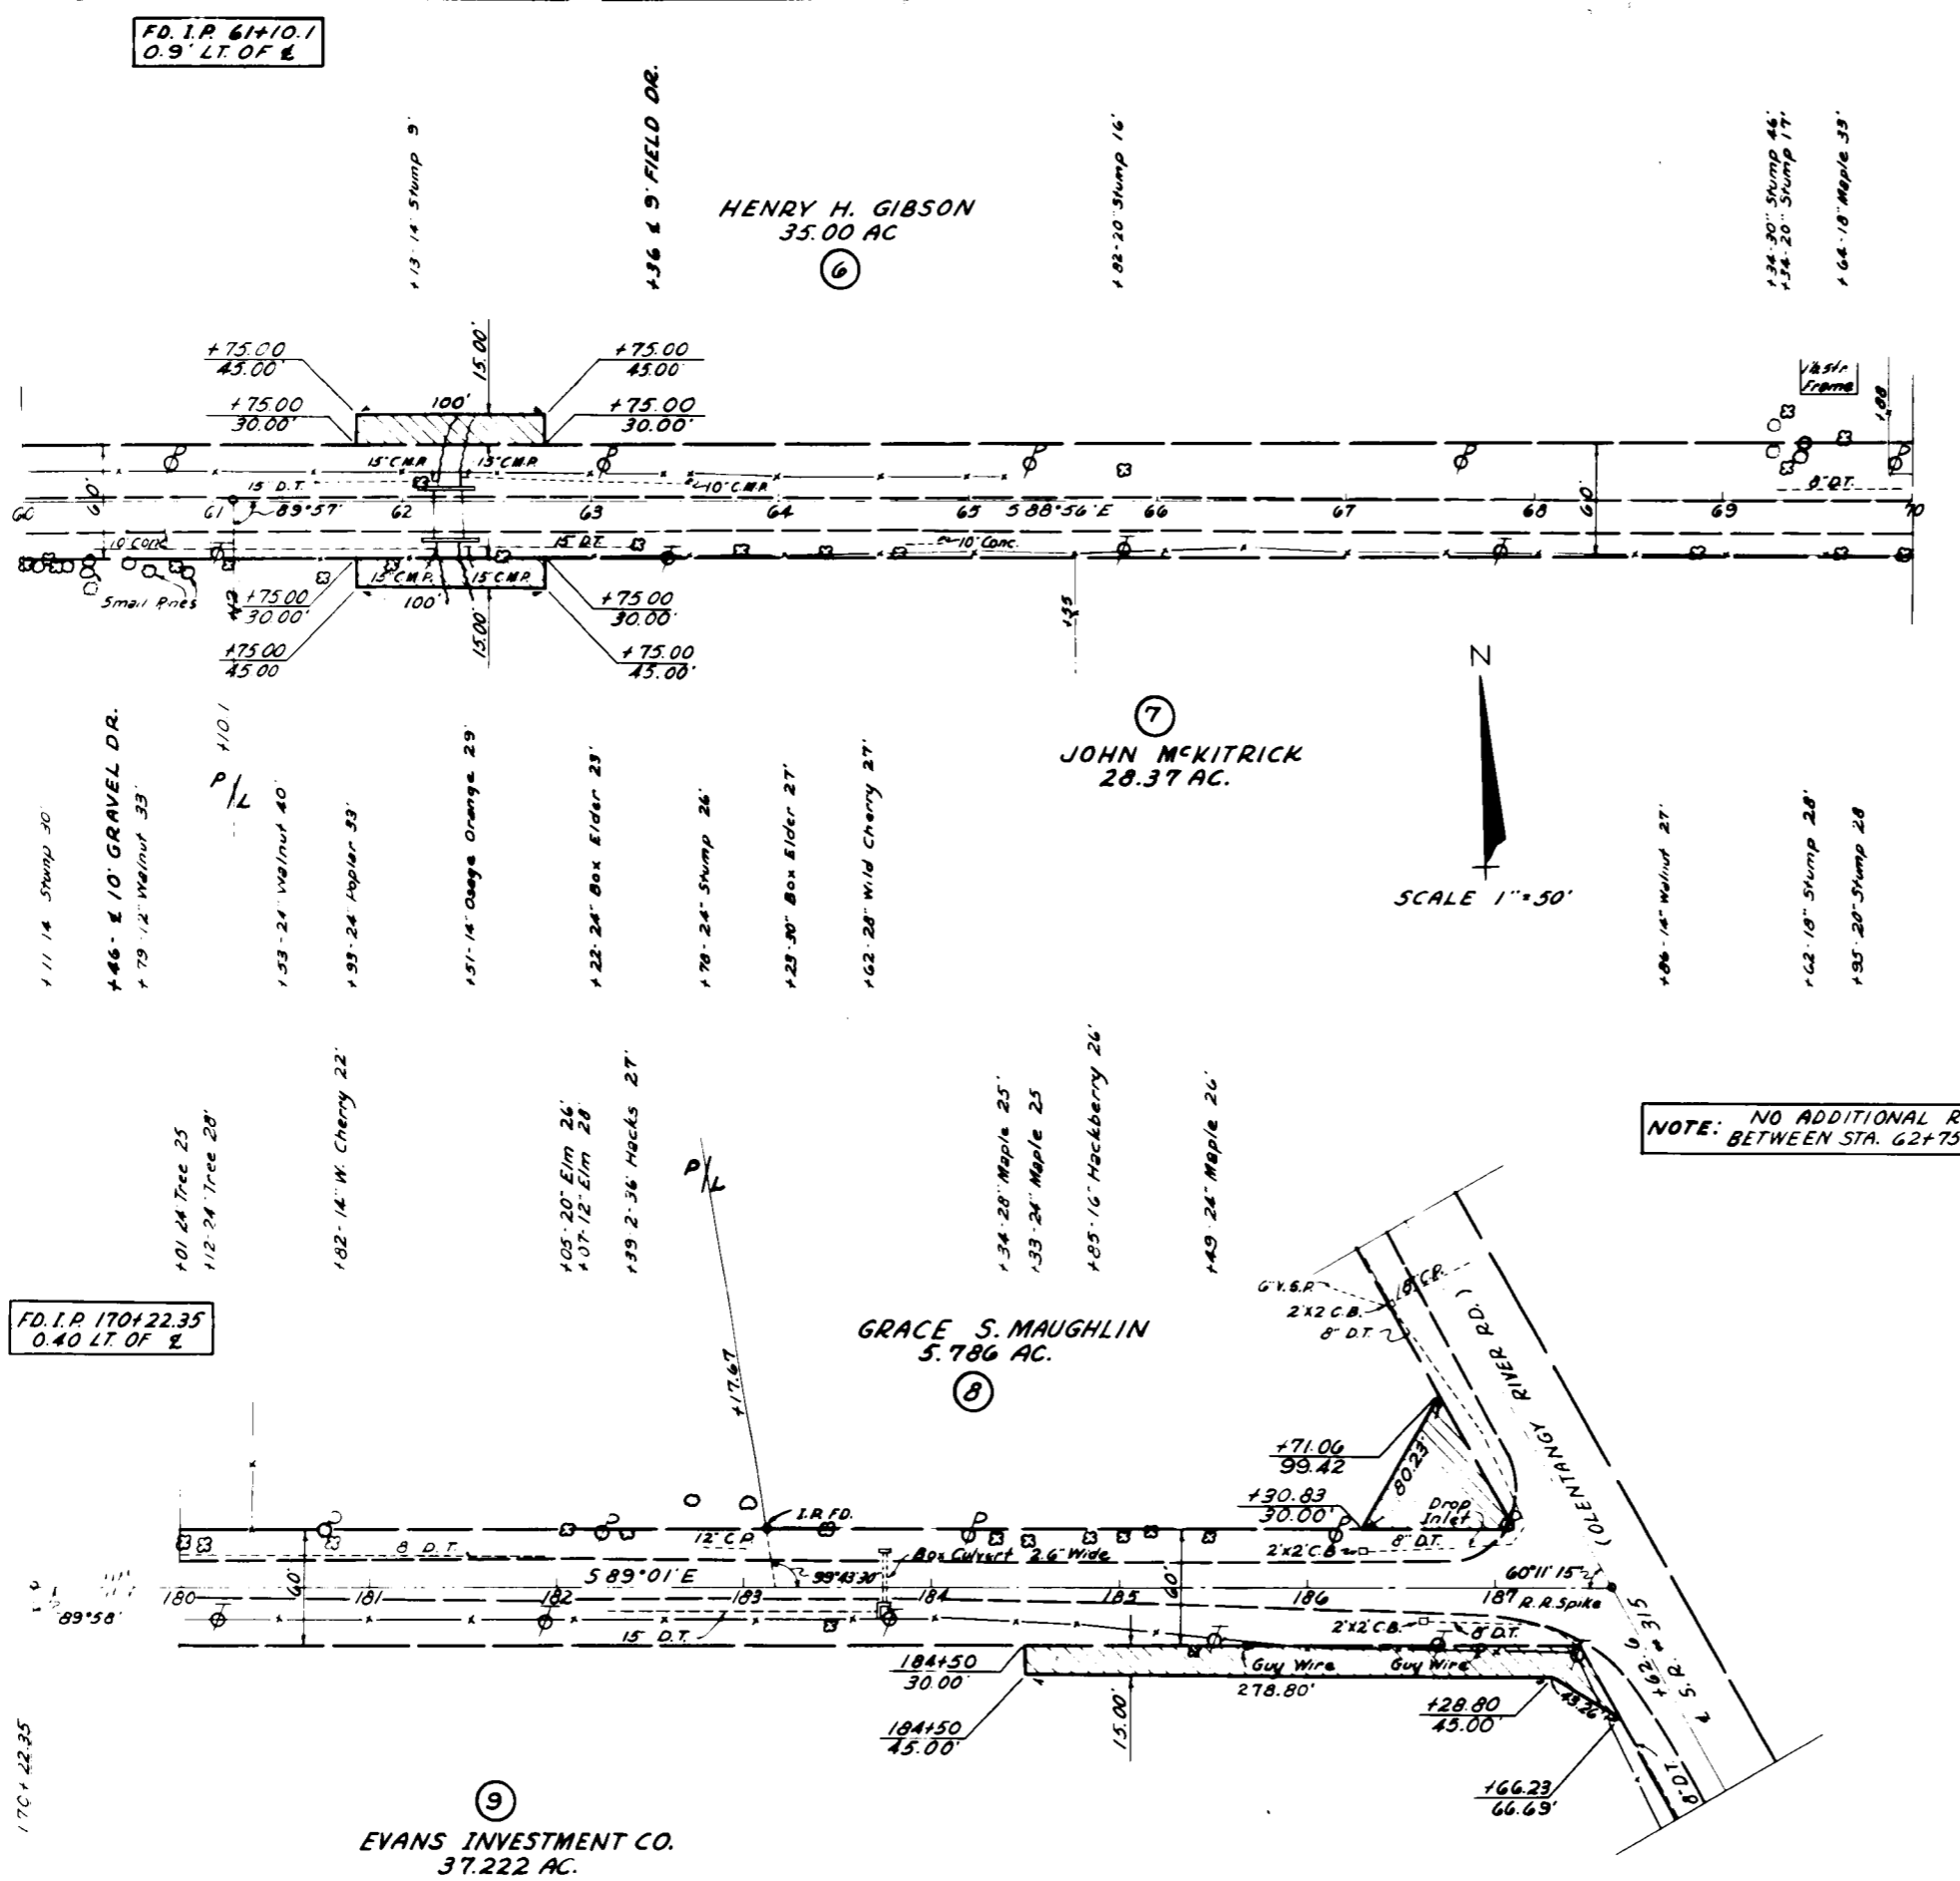 FD. I.P. 61+10.1
0.9' LT. OF ℄
+13-14" Stump 9'
+36 ℄ 9' FIELD DR.
HENRY H. GIBSON
35.00 AC
6
+82-20" Stump 16'
+34-30" Stump 46'
+34-20" Stump 17'
+64-18" Maple 33'
+75.00
45.00'
+75.00
30.00'
100'
15.00'
+75.00
45.00'
+75.00
30.00'
Frame
+88
60'
15" C.M.P.
15" C.M.P.
15" D.T.
10" C.M.P.
8" D.T.
60
61
89°57'
62
63
64
65
S 88°56' E
66
67
68
60'
69
70
10" Conc
15" D.T.
10" Conc.
Small Pines
+75.00
30.00'
15" C.M.P.
15" C.M.P.
100'
15.00'
+75.00
30.00'
+75.00
45.00
+75.00
45.00'
+35
N
SCALE 1"=50'
7
JOHN McKITRICK
28.37 AC.
+11 14 Stump 30'
+46- ℄ 10' GRAVEL DR.
+79-12" Walnut 33'
P/L
+10.1
+53-24" Walnut 40'
+99-24" Poplar 33'
+51-14" Osage Orange 29'
+22-24" Box Elder 23'
+78-24" Stump 26'
+29-30" Box Elder 27'
+62-28" Wild Cherry 27'
+86-14" Walnut 27'
+62-18" Stump 28'
+95-20" Stump 28
NOTE: NO ADDITIONAL R
BETWEEN STA. 62+75
+01 24" Tree 25
+12-24" Tree 28'
+82-14" W. Cherry 22'
+05-20" Elm 26'
+07-12" Elm 28'
+39-2-36" Hacks 27'
P/L
+17.67
+34-28" Maple 25'
+33-24" Maple 25
+85-16" Hackberry 26'
+49-24" Maple 26'
FD. I.P. 170+22.35
0.40 LT. OF ℄
GRACE S. MAUGHLIN
5.786 AC.
8
6" V.S.P.
18" C.P.
2'X2' C.B.
8" D.T.
(OLENTANGY RIVER RD.)
+71.06
99.42
80.23'
+30.83
30.00'
Drop
Inlet
I.P. FD.
8" D.T.
12" C.P.
Box Culvert 2.6' Wide
2'x2' C.B.
8" D.T.
60'
S 89°01' E
99°43'30"
60'
60°11'15"
89°58'
180
181
182
183
184
185
186
187
R.R. Spike
15" D.T.
2'X2' C.B.
8" D.T.
184+50
30.00'
Guy Wire
Guy Wire
278.80'
184+50
45.00'
15.00'
+28.80
45.00'
43.26'
+62.6
℄ S.R. 315
+66.23
66.69'
8" D.T.
170+22.35
9
EVANS INVESTMENT CO.
37.222 AC.